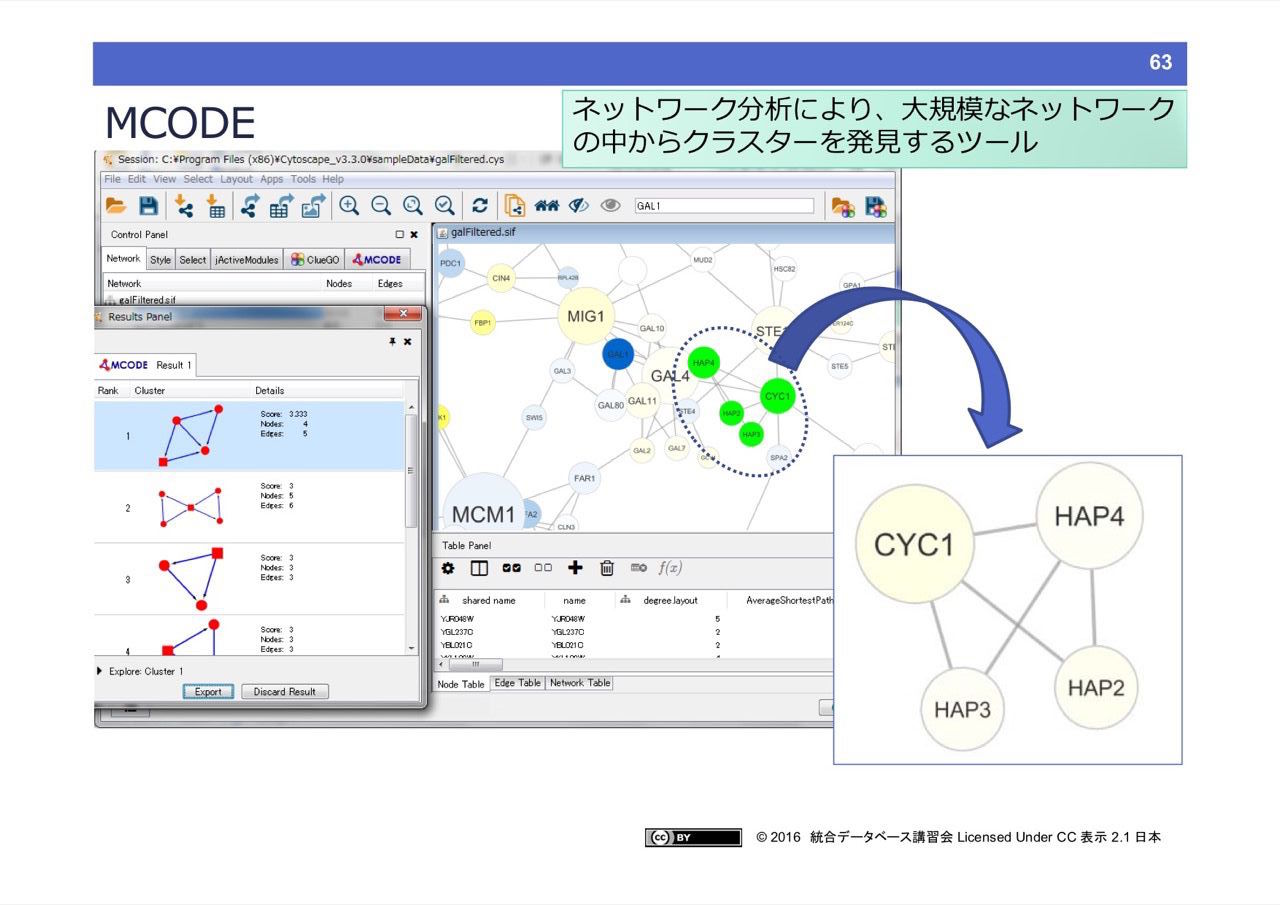 63
MCODE
ネットワーク分析により、大規模なネットワーク
の中からクラスターを発見するツール
Session: C:¥Program Files (x86)¥Cytoscape_v3.3.0¥sampleData¥galFiltered.cys
File Edit View Select Layout Apps Tools Help
GAL1
Control Panel
Network Style Select jActiveModules ClueGO MCODE
Network Nodes Edges
galFiltered.sif
Results Panel
MCODE Result 1
Rank Cluster Details
1
Score: 3.333
Nodes: 4
Edges: 5
2
Score: 3
Nodes: 5
Edges: 6
3
Score: 3
Nodes: 3
Edges: 3
4
Score: 3
Nodes: 3
Edges: 3
Explore: Cluster 1
Export Discard Result
galFiltered.sif
PDC1
CIN4
RPL42B
MUD2
HSC82
GPA1
FBP1
MIG1
GAL10
GAL1
GAL3
GAL4
HAP4
STE5
GAL80
GAL11
STE4
HAP2
CYC1
HAP3
SWI5
K1
GAL2
GAL7
SPA2
FAR1
MCM1
FA2
CLN3
Table Panel
f(x)
shared name name degree.layout AverageShortestPath
YJR048W YJR048W 5
YGL237C YGL237C 2
YBL021C YBL021C 2
Node Table Edge Table Network Table
CYC1
HAP4
HAP3
HAP2
cc BY
© 2016 統合データベース講習会 Licensed Under CC 表示 2.1 日本